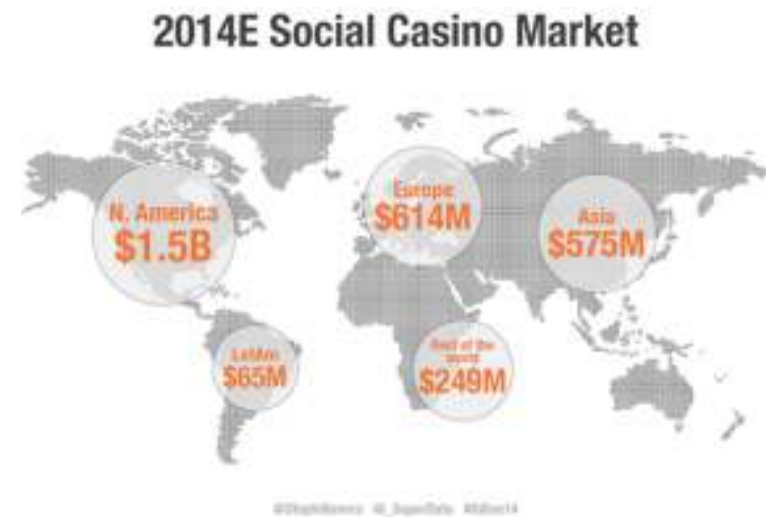 2014E Social Casino Market
N. America
$1.5B
Europe
$614M
Asia
$575M
LatAm
$65M
Rest of the
world
$249M